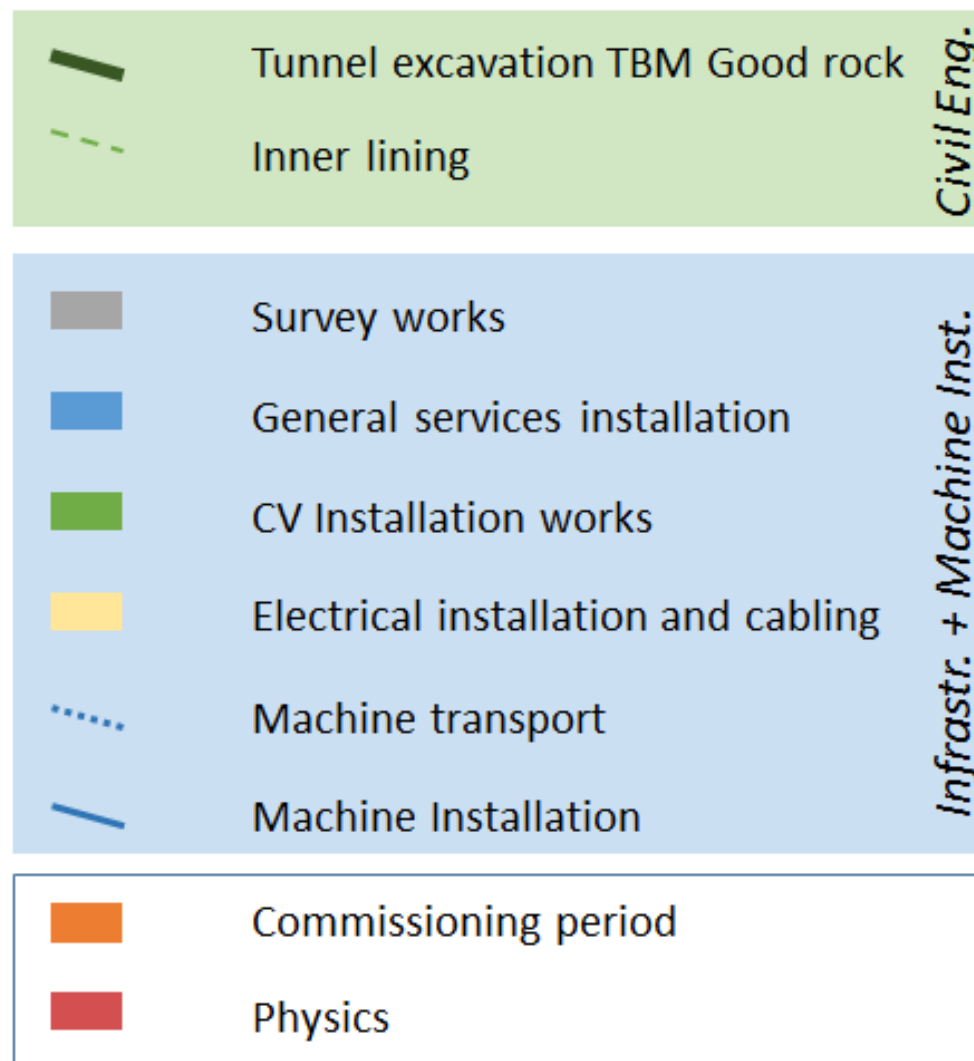 Tunnel excavation TBM Good rock
Inner lining
Civil Eng.
Survey works
General services installation
CV Installation works
Electrical installation and cabling
Machine transport
Machine Installation
Infrastr. + Machine Inst.
Commissioning period
Physics